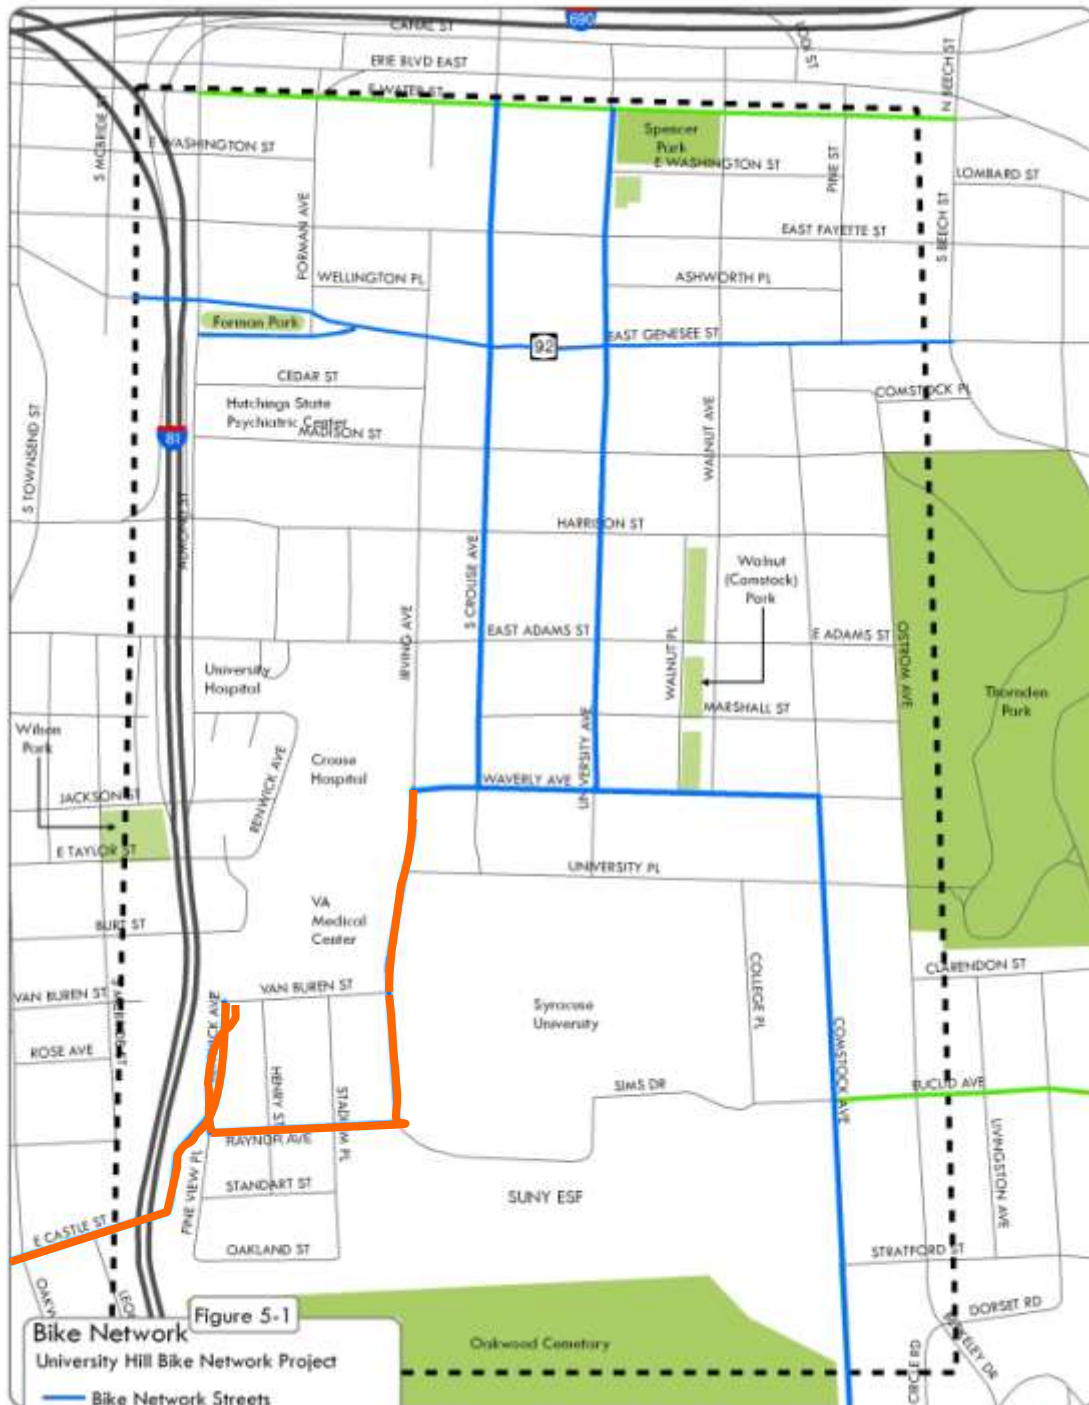 690
CANAL ST
LODI ST
ERIE BLVD EAST
E WATER ST
N BEECH ST
S MCBRIDE
E WASHINGTON ST
Spencer
Park
E WASHINGTON ST
PINE ST
LOMBARD ST
FORMAN AVE
EAST FAYETTE ST
S BEECH ST
WELLINGTON PL
ASHWORTH PL
Forman Park
92
EAST GENESEE ST
CEDAR ST
COMSTOCK PL
Hutchings State
Psychiatric Center
MADISON ST
81
S TOWNSEND ST
WALNUT AVE
ALMOND ST
HARRISON ST
S CROUSE AVE
Walnut
(Comstock)
Park
IRVING AVE
EAST ADAMS ST
E ADAMS ST
OSTROM AVE
WALNUT PL
University
Hospital
Thornden
Park
MARSHALL ST
Wilson
Park
UNIVERSITY AVE
Crouse
Hospital
RENWICK AVE
WAVERLY AVE
JACKSON ST
E TAYLOR ST
UNIVERSITY PL
VA
Medical
Center
BURT ST
CLARENDON ST
VAN BUREN ST
VAN BUREN ST
COLLEGE PL
Syracuse
University
COMSTOCK AVE
ROSE AVE
HENRY ST
STADIUM PL
SIMS DR
EUCLID AVE
RAYNOR AVE
LIVINGSTON AVE
PINE VIEW PL
STANDART ST
SUNY ESF
E CASTLE ST
OAKLAND ST
STRATFORD ST
OAKW
LEO
DORSET RD
Figure 5-1
Bike Network
University Hill Bike Network Project
Oakwood Cemetery
CIRCLE RD
Bike Network Streets